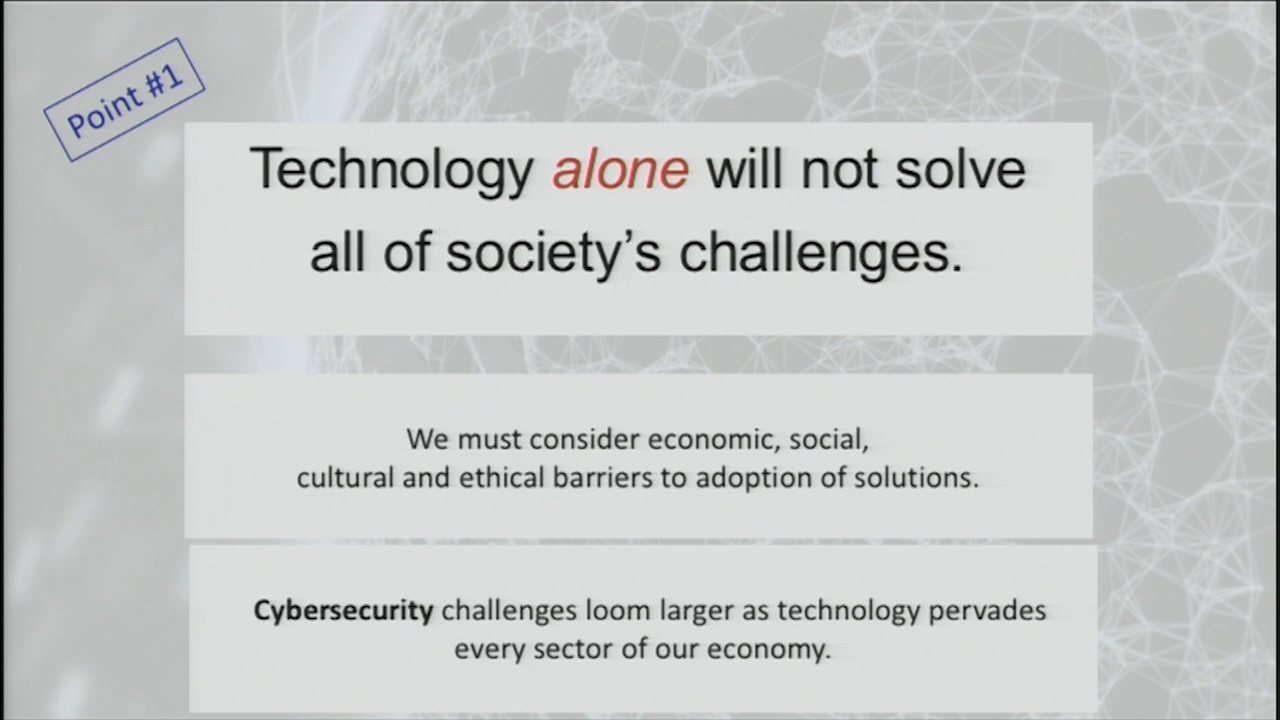 Point #1
Technology alone will not solve
all of society’s challenges.
We must consider economic, social,
cultural and ethical barriers to adoption of solutions.
Cybersecurity challenges loom larger as technology pervades
every sector of our economy.